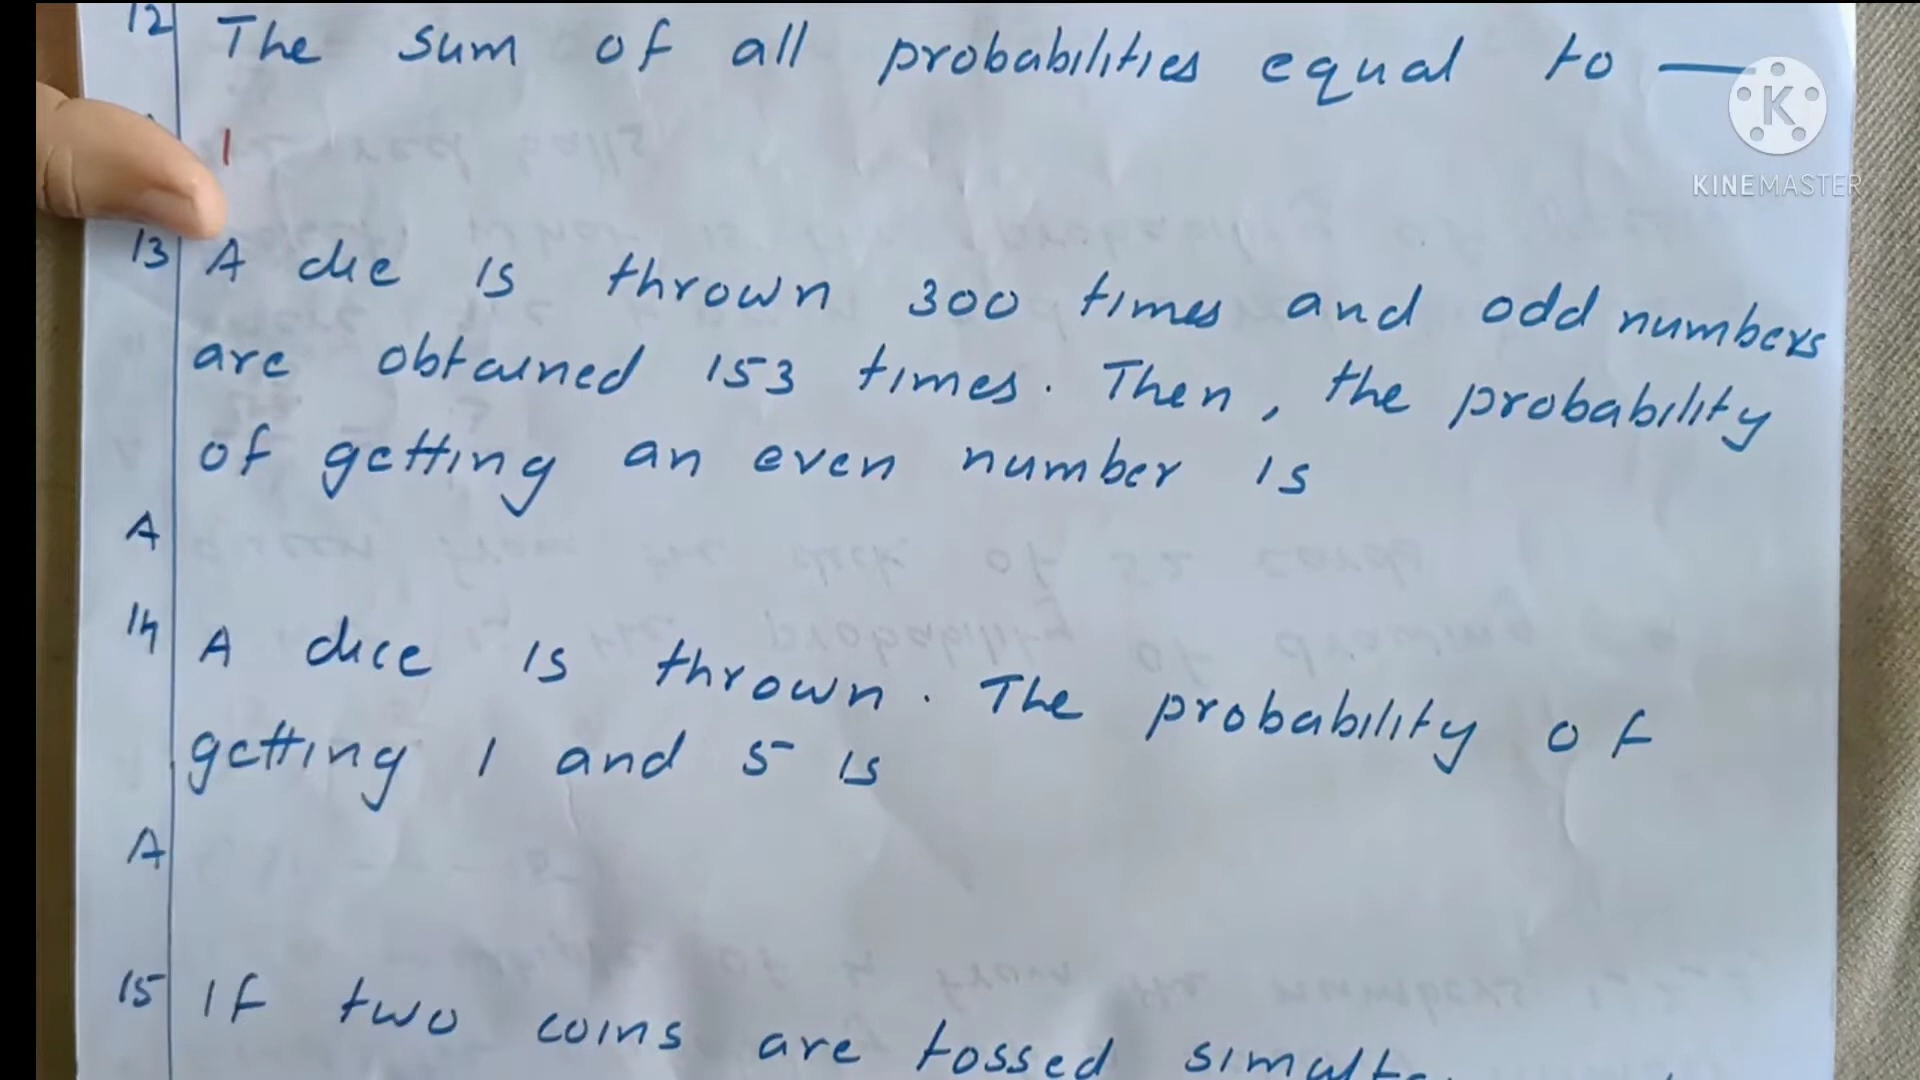 12 The sum of all probabilities equal to —
1
KINEMASTER
13 A die is thrown 300 times and odd numbers
are obtained 153 times. Then, the probability
of getting an even number is
A
14 A dice is thrown. The probability of
getting 1 and 5 is
A
15 If two coins are tossed